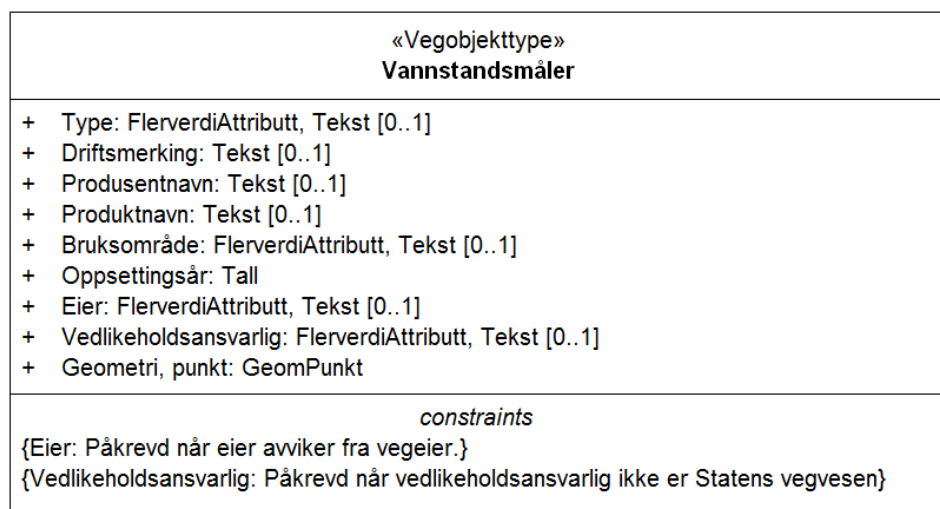 «Vegobjekttype»
Vannstandsmåler
+ Type: FlerverdiAttributt, Tekst [0..1]
+ Driftsmerking: Tekst [0..1]
+ Produsentnavn: Tekst [0..1]
+ Produktnavn: Tekst [0..1]
+ Bruksområde: FlerverdiAttributt, Tekst [0..1]
+ Oppsettingsår: Tall
+ Eier: FlerverdiAttributt, Tekst [0..1]
+ Vedlikeholdsansvarlig: FlerverdiAttributt, Tekst [0..1]
+ Geometri, punkt: GeomPunkt
constraints
{Eier: Påkrevd når eier avviker fra vegeier.}
{Vedlikeholdsansvarlig: Påkrevd når vedlikeholdsansvarlig ikke er Statens vegvesen}